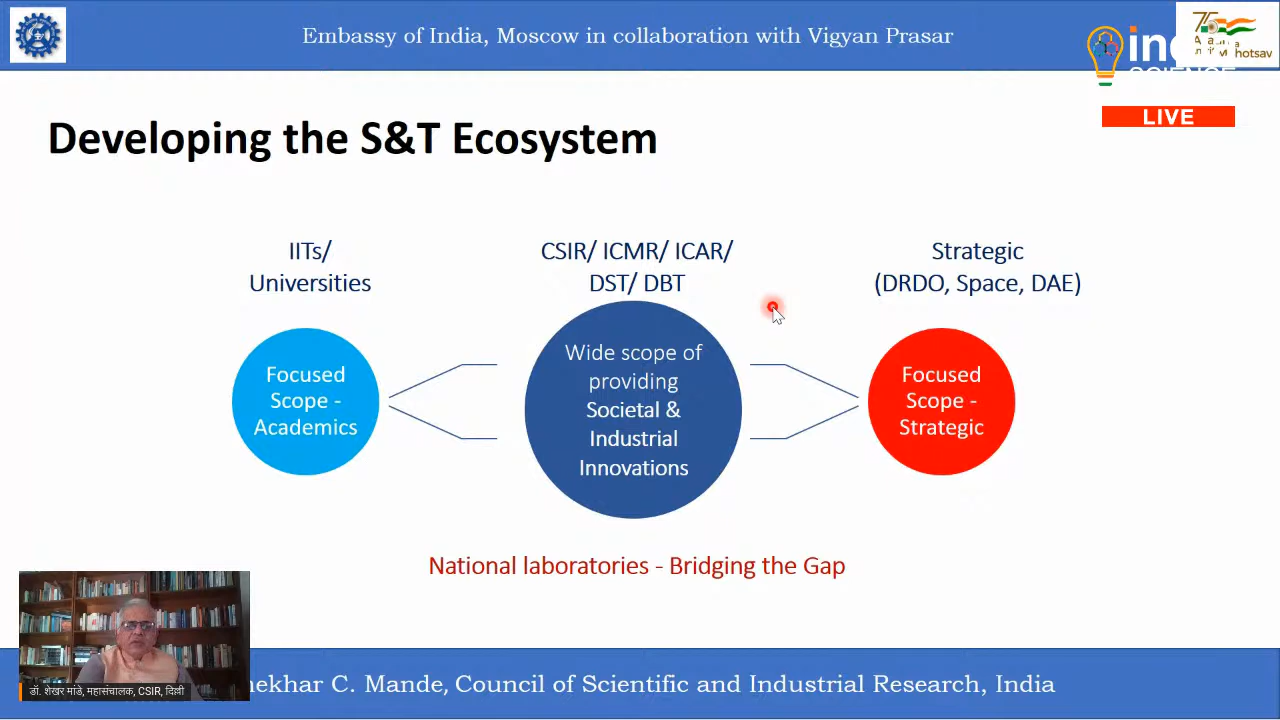 Embassy of India, Moscow in collaboration with Vigyan Prasar
LIVE
Developing the S&T Ecosystem
IITs/
Universities
CSIR/ ICMR/ ICAR/
DST/ DBT
Strategic
(DRDO, Space, DAE)
Focused
Scope -
Academics
Wide scope of
providing
Societal &
Industrial
Innovations
Focused
Scope -
Strategic
National laboratories - Bridging the Gap
डॉ. शेखर मांडे, महासंचालक, CSIR, दिल्ली
hekhar C. Mande, Council of Scientific and Industrial Research, India